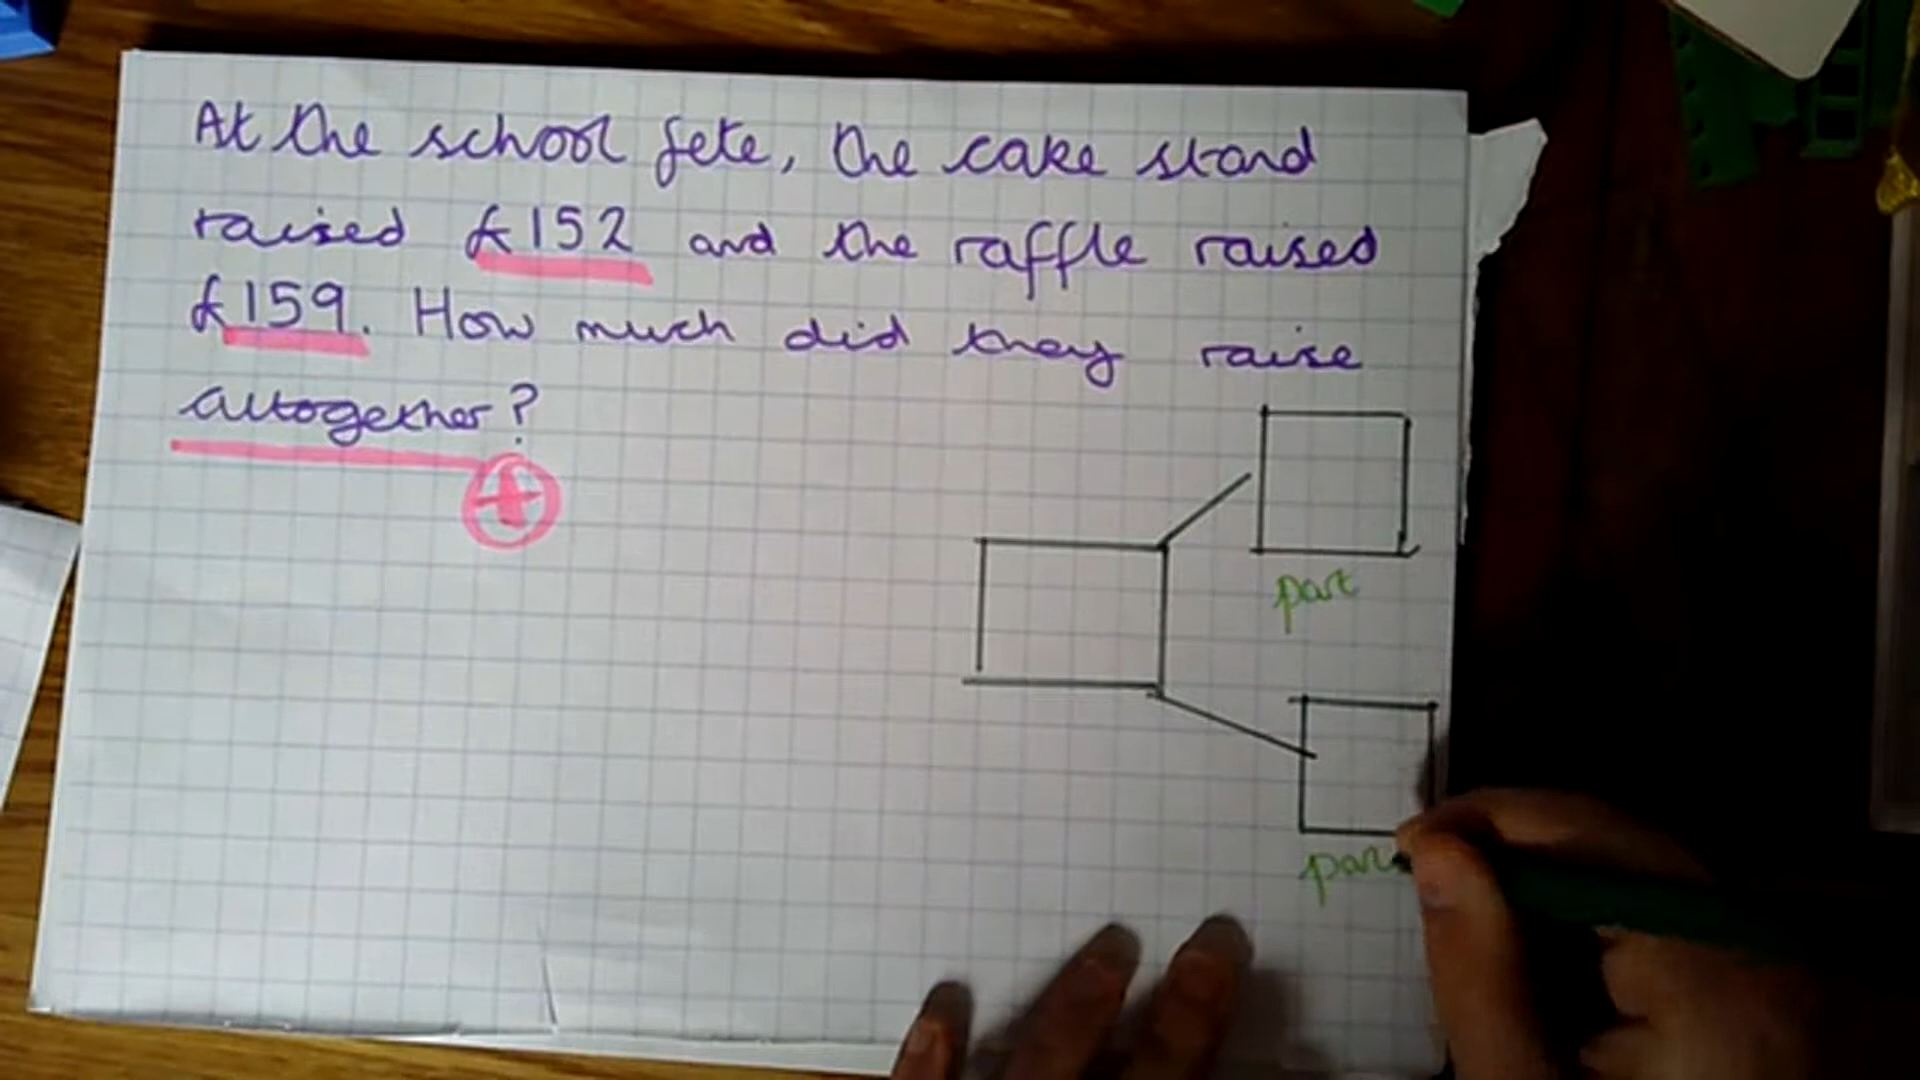 At the school fete, the cake stand
raised £152 and the raffle raised
£159. How much did they raise
altogether?
+
part
par